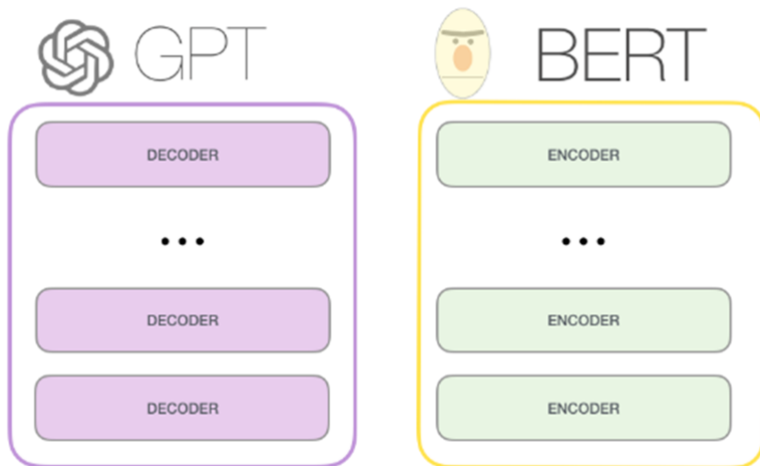 GPT
DECODER
...
DECODER
DECODER
BERT
ENCODER
...
ENCODER
ENCODER